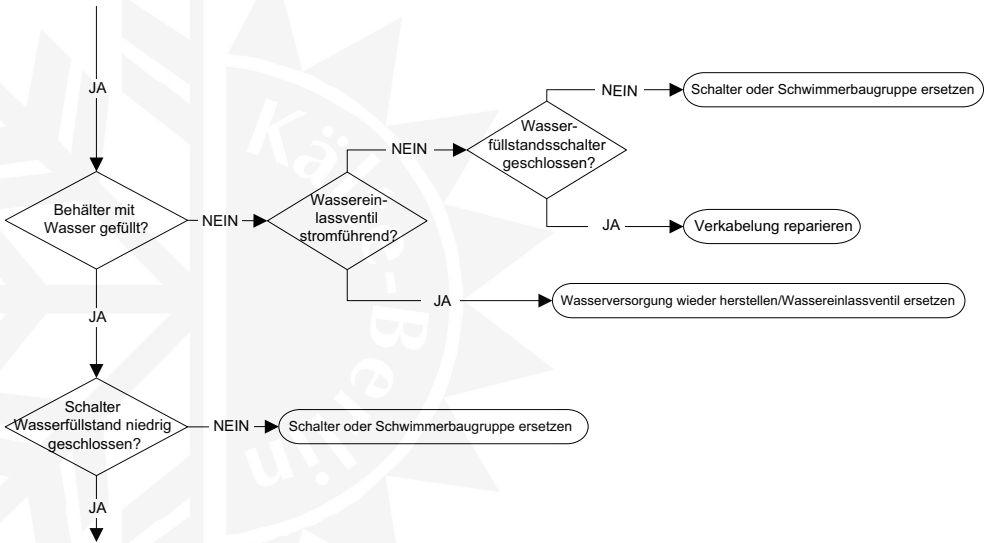 JA
NEIN
Schalter oder Schwimmerbaugruppe ersetzen
Wasser-
füllstandsschalter
geschlossen?
NEIN
Wasserein-
lassventil
stromführend?
Behälter mit
Wasser gefüllt?
NEIN
JA
Verkabelung reparieren
JA
Wasserversorgung wieder herstellen/Wassereinlassventil ersetzen
JA
Schalter
Wasserfüllstand niedrig
geschlossen?
NEIN
Schalter oder Schwimmerbaugruppe ersetzen
JA
Kälte-Berlin